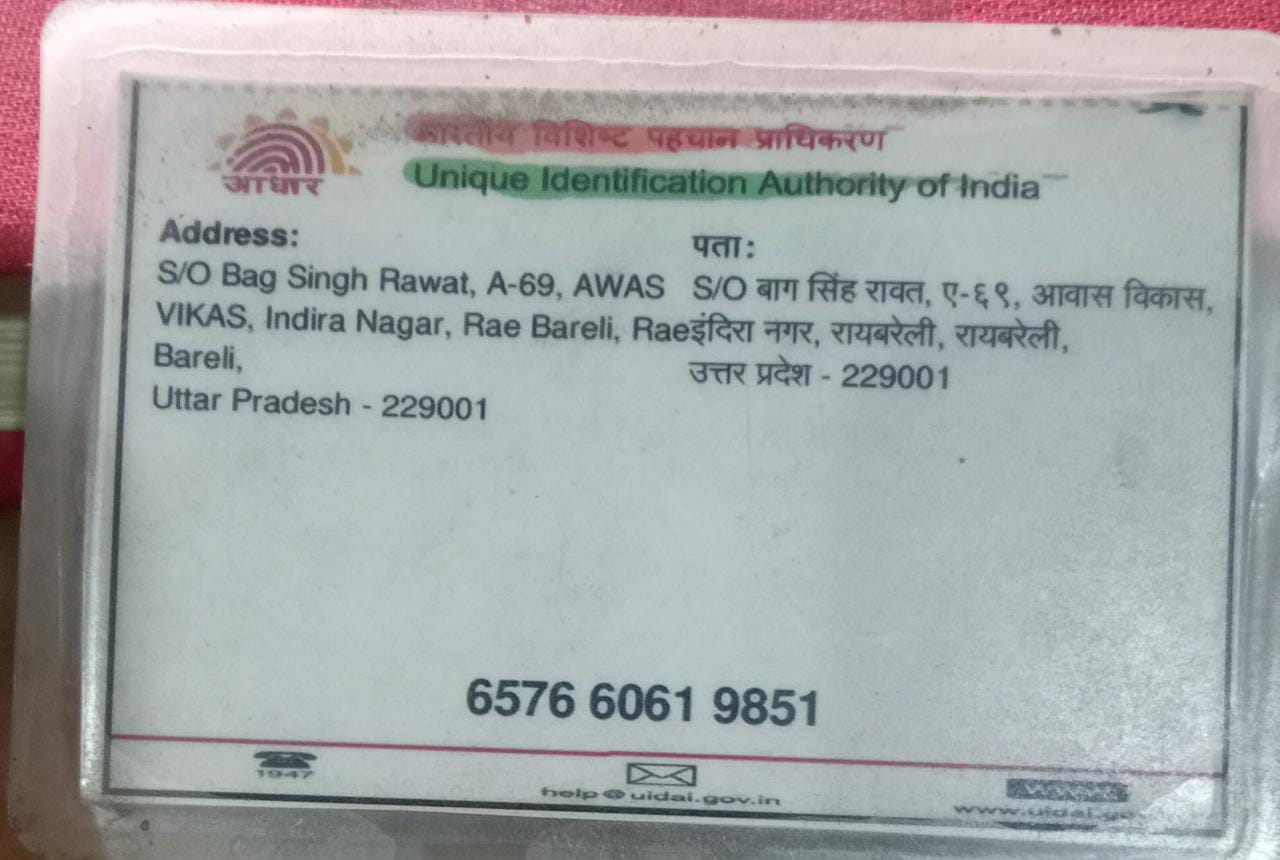 आधार
भारतीय विशिष्ट पहचान प्राधिकरण
Unique Identification Authority of India
Address:
S/O Bag Singh Rawat, A-69, AWAS
VIKAS, Indira Nagar, Rae Bareli, Rae
Bareli,
Uttar Pradesh - 229001
पता:
S/O बाग सिंह रावत, ए-६९, आवास विकास,
इंदिरा नगर, रायबरेली, रायबरेली,
उत्तर प्रदेश - 229001
6576 6061 9851
1947
help@uidai.gov.in
www
www.uidai.go